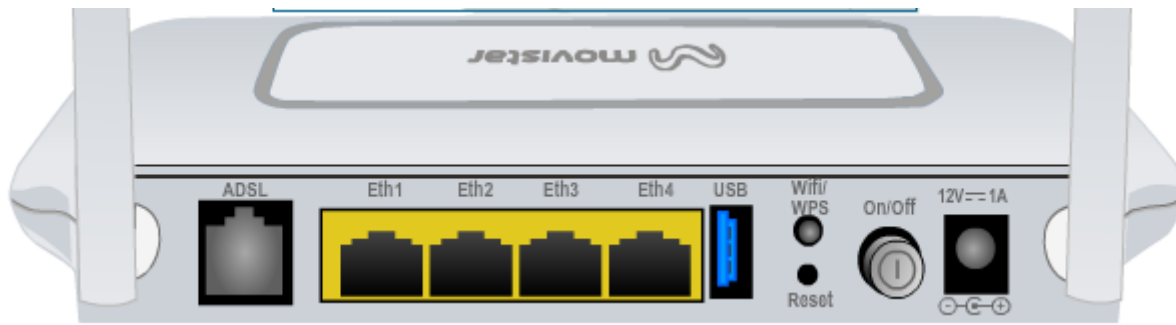 movistar
ADSL Eth1 Eth2 Eth3 Eth4 USB Wifi/ WPS On/Off 12V⎓1A
Reset